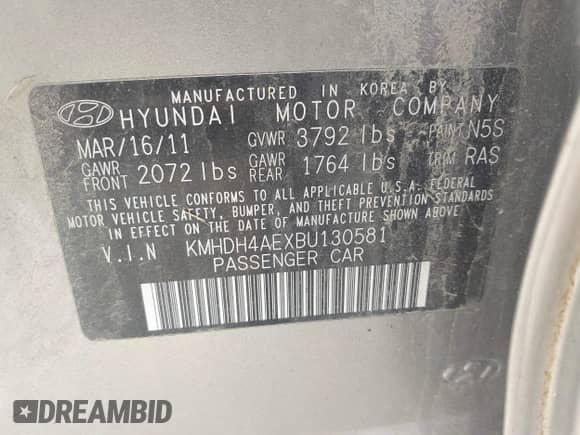 MANUFACTURED IN KOREA BY
HYUNDAI MOTOR COMPANY
MAR/16/11 GVWR 3792 lbs PAINT N5S
GAWR FRONT 2072 lbs GAWR REAR 1764 lbs TRIM RAS
THIS VEHICLE CONFORMS TO ALL APPLICABLE U.S.A. FEDERAL
MOTOR VEHICLE SAFETY, BUMPER, AND THEFT PREVENTION STANDARDS
IN EFFECT ON THE DATE OF MANUFACTURE SHOWN ABOVE.
V.I.N KMHDH4AEXBU130581
PASSENGER CAR
DREAMBID